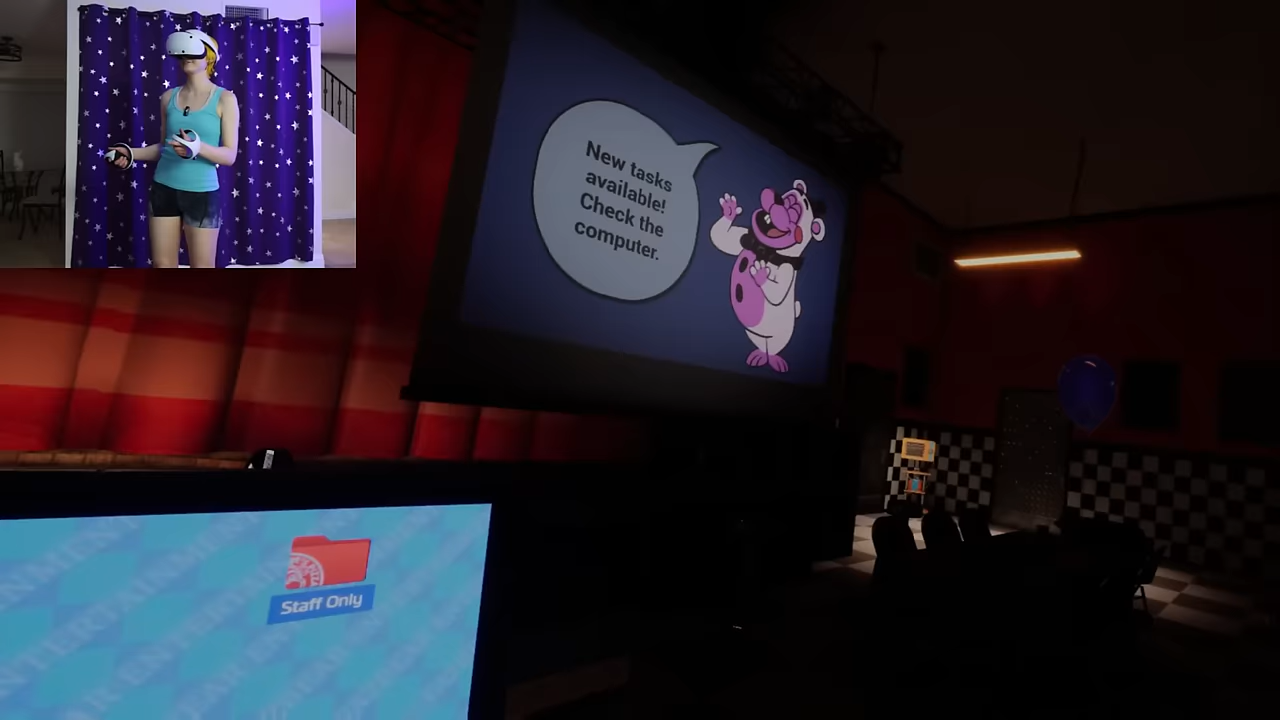 New tasks
available!
Check the
computer.
Staff Only